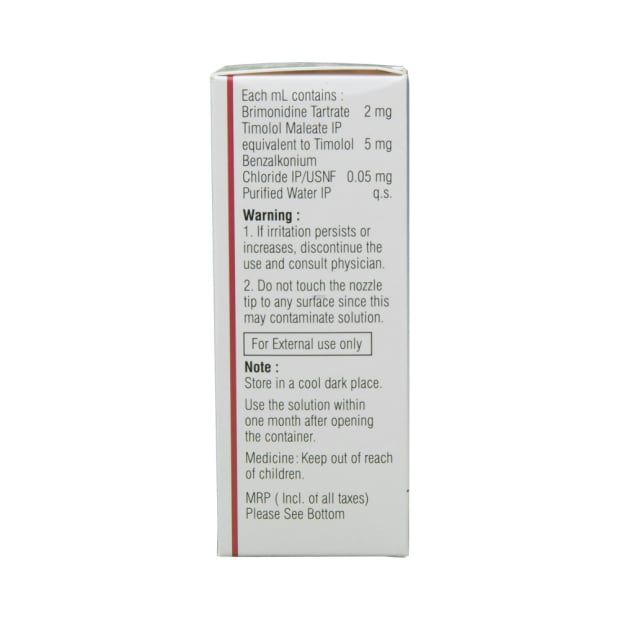 Each mL contains :
Brimonidine Tartrate 2 mg
Timolol Maleate IP
equivalent to Timolol 5 mg
Benzalkonium
Chloride IP/USNF 0.05 mg
Purified Water IP q.s.
Warning :
1. If irritation persists or
increases, discontinue the
use and consult physician.
2. Do not touch the nozzle
tip to any surface since this
may contaminate solution.
For External use only
Note :
Store in a cool dark place.
Use the solution within
one month after opening
the container.
Medicine: Keep out of reach
of children.
MRP ( Incl. of all taxes)
Please See Bottom